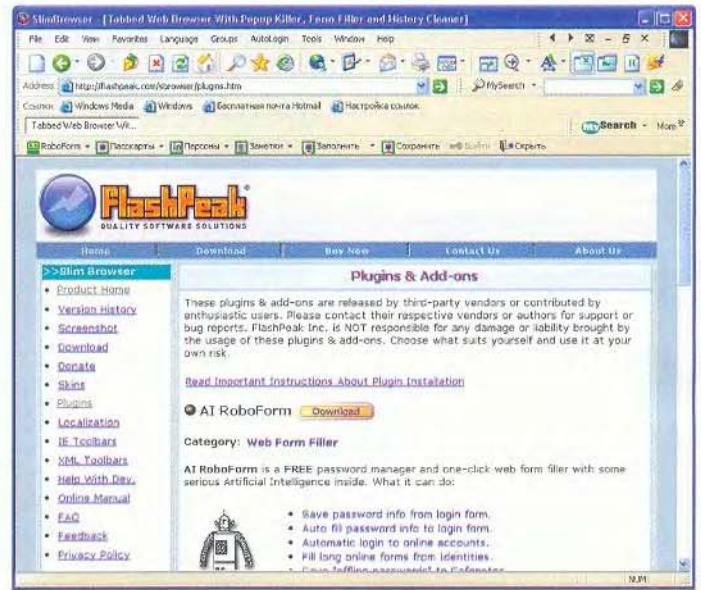 SlimBrowser - [Tabbed Web Browser With Popup Killer, Form Filler and History Cleaner]
File Edit View Favorites Language Groups AutoLogin Tools Window Help
Address http://flashpeak.com/sbrowser/plugins.htm MySearch
Ссылки Windows Media Windows Бесплатная почта Hotmail Настройка ссылок
Tabbed Web Browser Wit... mySearch More
RoboForm Пасскарты Персоны Заметки Заполнить Сохранить Войти Скрыть
FlashPeak
QUALITY SOFTWARE SOLUTIONS
Home Download Buy Now Contact Us About Us
>>Slim Browser
Product Home
Version History
Screenshot
Download
Donate
Skins
Plugins
Localization
IE Toolbars
XML Toolbars
Help With Dev.
Online Manual
FAQ
Feedback
Privacy Policy
Plugins & Add-ons
These plugins & add-ons are released by third-party vendors or contributed by
enthusiastic users. Please contact their respective vendors or authors for support or
bug reports. FlashPeak Inc. is NOT responsible for any damage or liability brought by
the usage of these plugins & add-ons. Choose what suits yourself and use it at your
own risk.
Read Important Instructions About Plugin Installation
AI RoboForm Download
Category: Web Form Filler
AI RoboForm is a FREE password manager and one-click web form filler with some
serious Artificial Intelligence inside. What it can do:
Save password info from login form.
Auto fill password info to login form.
Automatic login to online accounts.
Fill long online forms from identities.
NUM